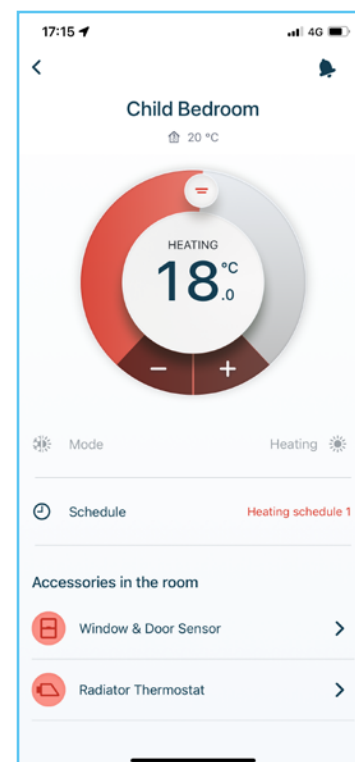 17:15
4G
Child Bedroom
20 °C
HEATING
18.0 °C
− +
Mode Heating
Schedule Heating schedule 1
Accessories in the room
Window & Door Sensor
Radiator Thermostat